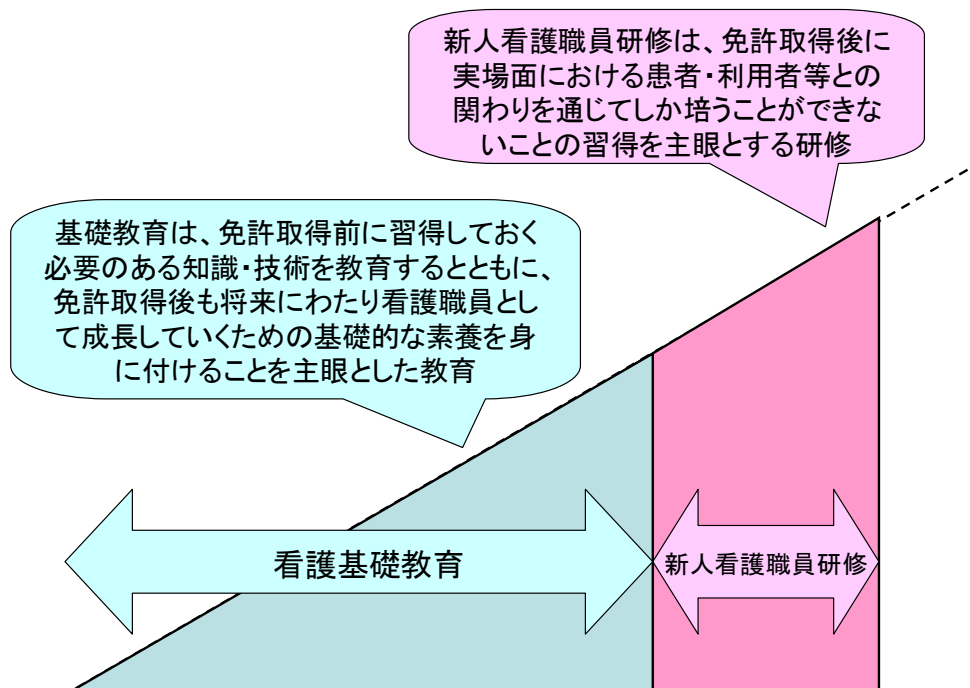 新人看護職員研修は、免許取得後に
実場面における患者・利用者等との
関わりを通じてしか培うことができな
いことの習得を主眼とする研修
基礎教育は、免許取得前に習得しておく
必要のある知識・技術を教育するとともに、
免許取得後も将来にわたり看護職員とし
て成長していくための基礎的な素養を身
に付けることを主眼とした教育
看護基礎教育
新人看護職員研修